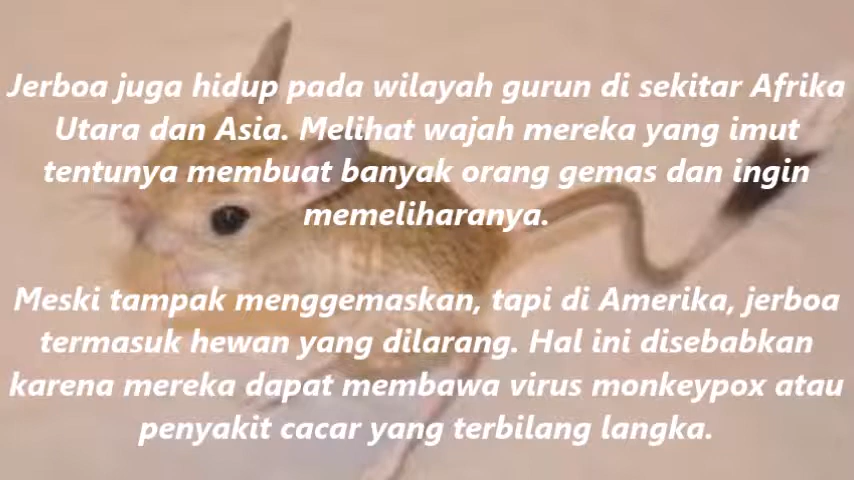 Jerboa juga hidup pada wilayah gurun di sekitar Afrika
Utara dan Asia. Melihat wajah mereka yang imut
tentunya membuat banyak orang gemas dan ingin
memeliharanya.
Meski tampak menggemaskan, tapi di Amerika, jerboa
termasuk hewan yang dilarang. Hal ini disebabkan
karena mereka dapat membawa virus monkeypox atau
penyakit cacar yang terbilang langka.